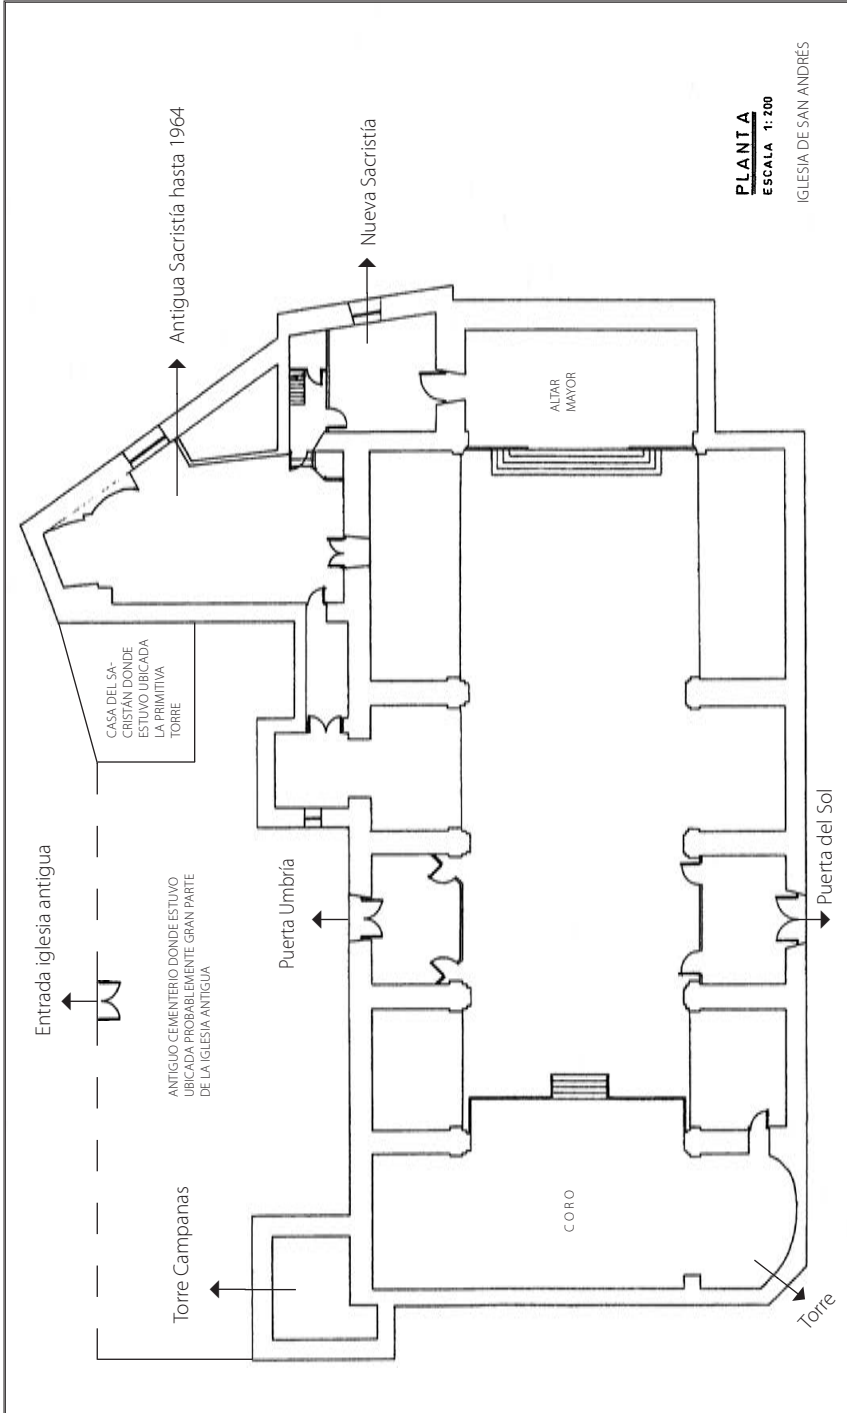 Entrada iglesia antigua
Antigua Sacristía hasta 1964
Nueva Sacristía
CASA DEL SA-
CRISTÁN DONDE
ESTUVO UBICADA
LA PRIMITIVA
TORRE
ANTIGUO CEMENTERIO DONDE ESTUVO
UBICADA PROBABLEMENTE GRAN PARTE
DE LA IGLESIA ANTIGUA
Torre Campanas
Puerta Umbría
ALTAR
MAYOR
CORO
Puerta del Sol
Torre
PLANTA
ESCALA 1:200
IGLESIA DE SAN ANDRÉS